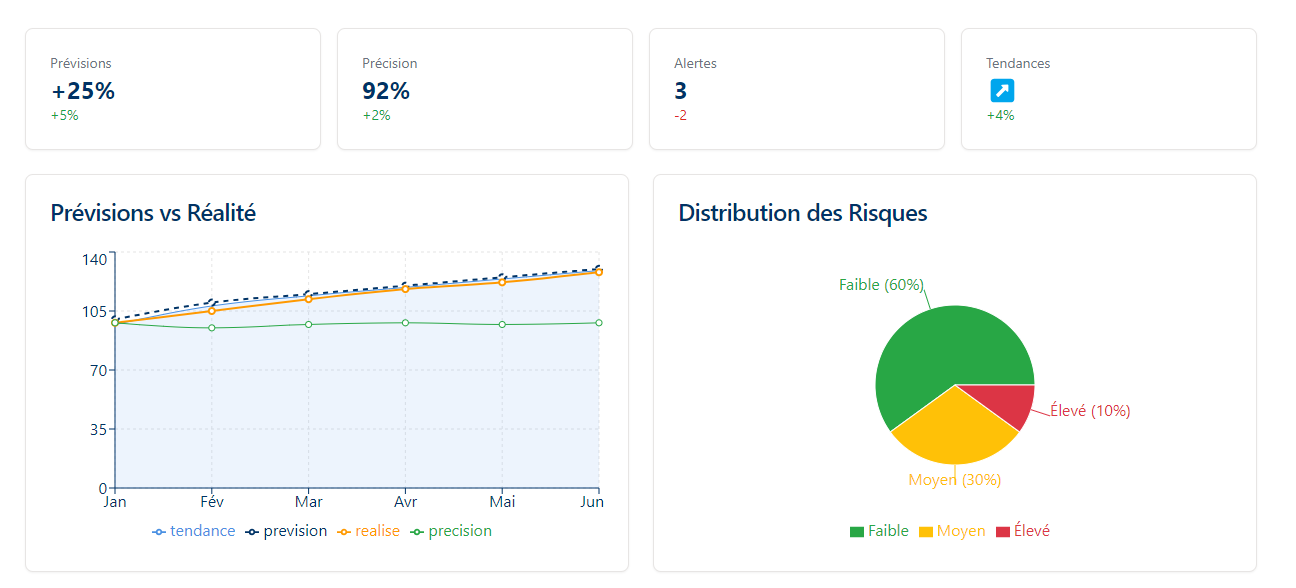 Prévisions
+25%
+5%
Précision
92%
+2%
Alertes
3
-2
Tendances
+4%
Prévisions vs Réalité
140
105
70
35
0
Jan Fév Mar Avr Mai Jun
tendance prevision realise precision
Distribution des Risques
Faible (60%)
Élevé (10%)
Moyen (30%)
Faible Moyen Élevé